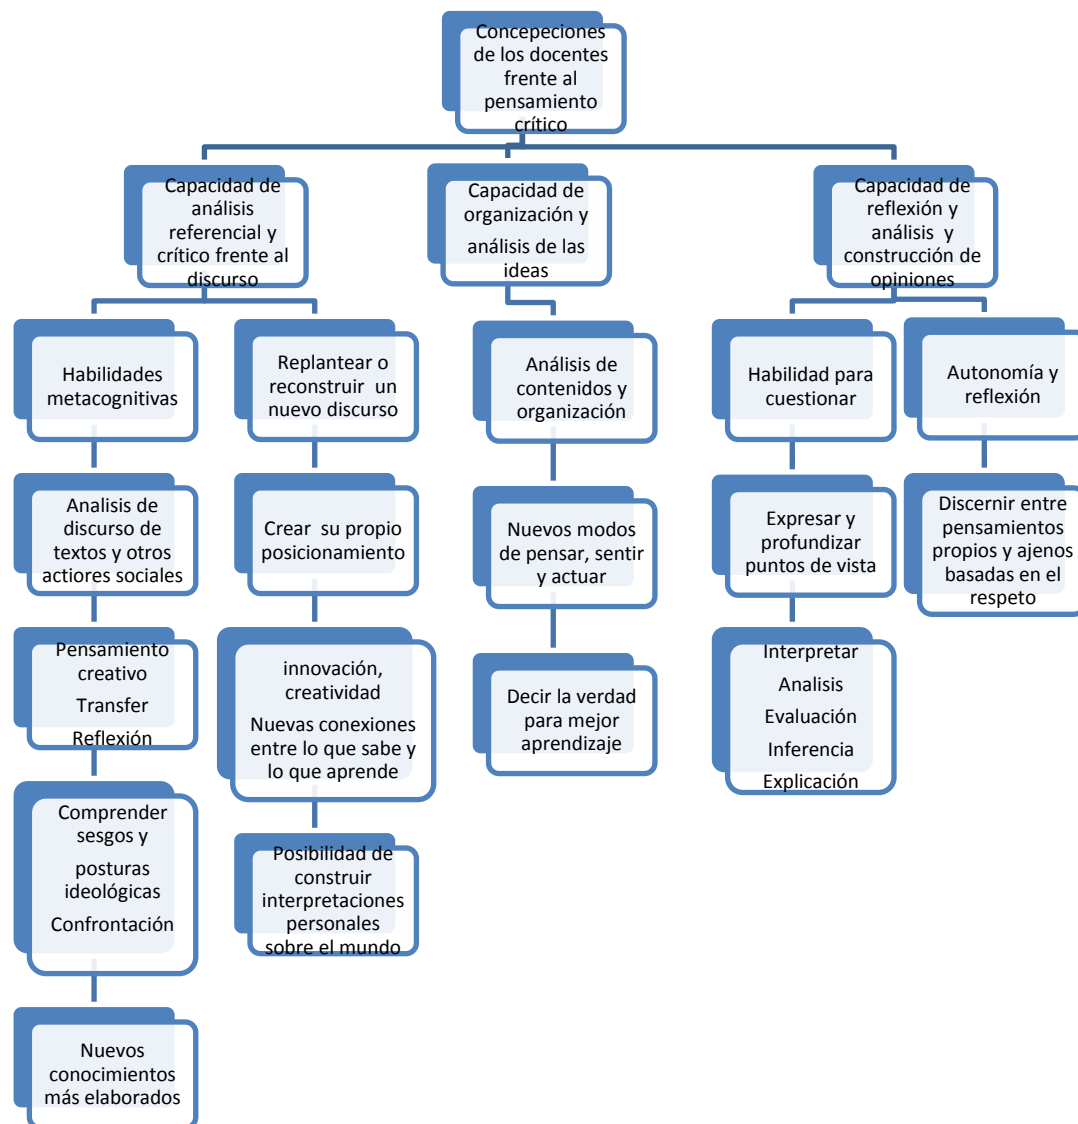 Concepeciones
de los docentes
frente al
pensamiento
crítico
Capacidad de
análisis
referencial y
crítico frente al
discurso
Capacidad de
organización y
análisis de las
ideas
Capacidad de
reflexión y
análisis y
construcción de
opiniones
Habilidades
metacognitivas
Replantear o
reconstruir un
nuevo discurso
Análisis de
contenidos y
organización
Habilidad para
cuestionar
Autonomía y
reflexión
Analisis de
discurso de
textos y otros
actiores sociales
Crear su propio
posicionamiento
Nuevos modos
de pensar, sentir
y actuar
Expresar y
profundizar
puntos de vista
Discernir entre
pensamientos
propios y ajenos
basadas en el
respeto
Pensamiento
creativo
Transfer
Reflexión
innovación,
creatividad
Nuevas conexiones
entre lo que sabe y
lo que aprende
Decir la verdad
para mejor
aprendizaje
Interpretar
Analisis
Evaluación
Inferencia
Explicación
Comprender
sesgos y
posturas
ideológicas
Confrontación
Posibilidad de
construir
interpretaciones
personales
sobre el mundo
Nuevos
conocimientos
más elaborados